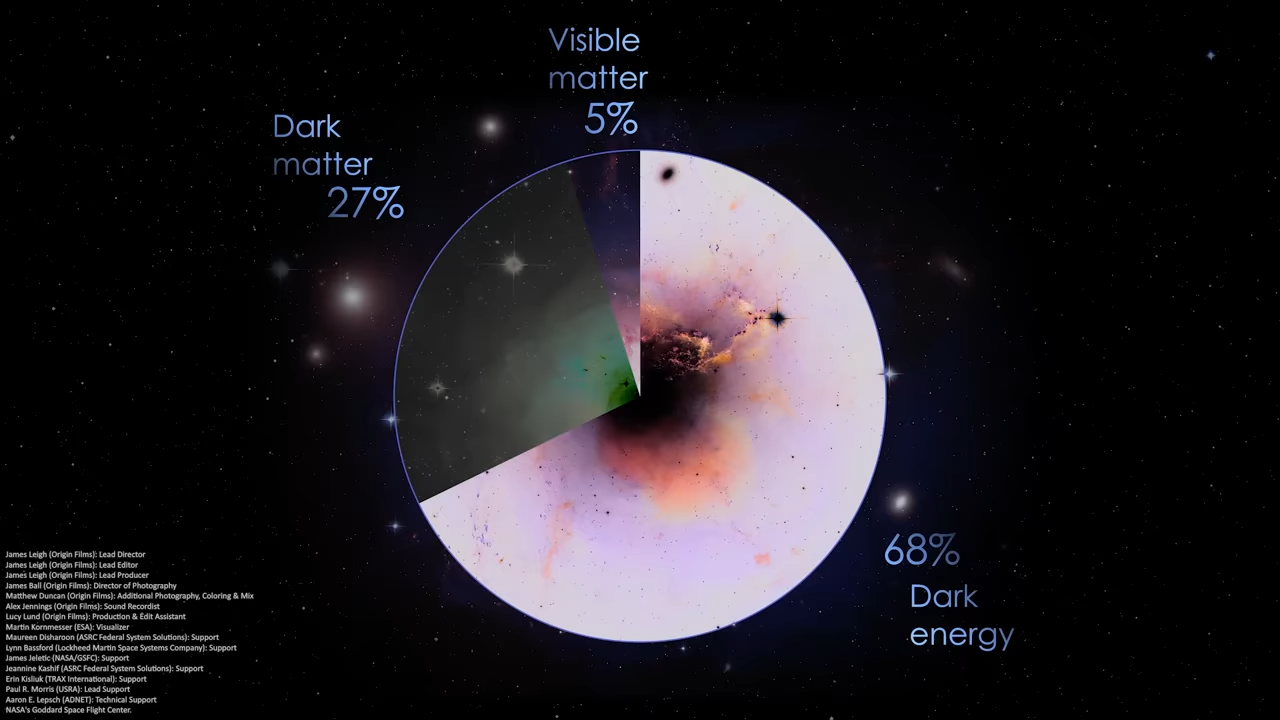 Visible
matter
5%
Dark
matter
27%
68%
Dark
energy
James Leigh (Origin Films): Lead Director
James Leigh (Origin Films): Lead Editor
James Leigh (Origin Films): Lead Producer
James Ball (Origin Films): Director of Photography
Matthew Duncan (Origin Films): Additional Photography, Coloring & Mix
Alex Jennings (Origin Films): Sound Recordist
Lucy Lund (Origin Films): Production & Edit Assistant
Martin Kornmesser (ESA): Visualizer
Maureen Disharoon (ASRC Federal System Solutions): Support
Lynn Bassford (Lockheed Martin Space Systems Company): Support
James Jeletic (NASA/GSFC): Support
Jeannine Kashif (ASRC Federal System Solutions): Support
Erin Kisliuk (TRAX International): Support
Paul R. Morris (USRA): Lead Support
Aaron E. Lepsch (ADNET): Technical Support
NASA's Goddard Space Flight Center.